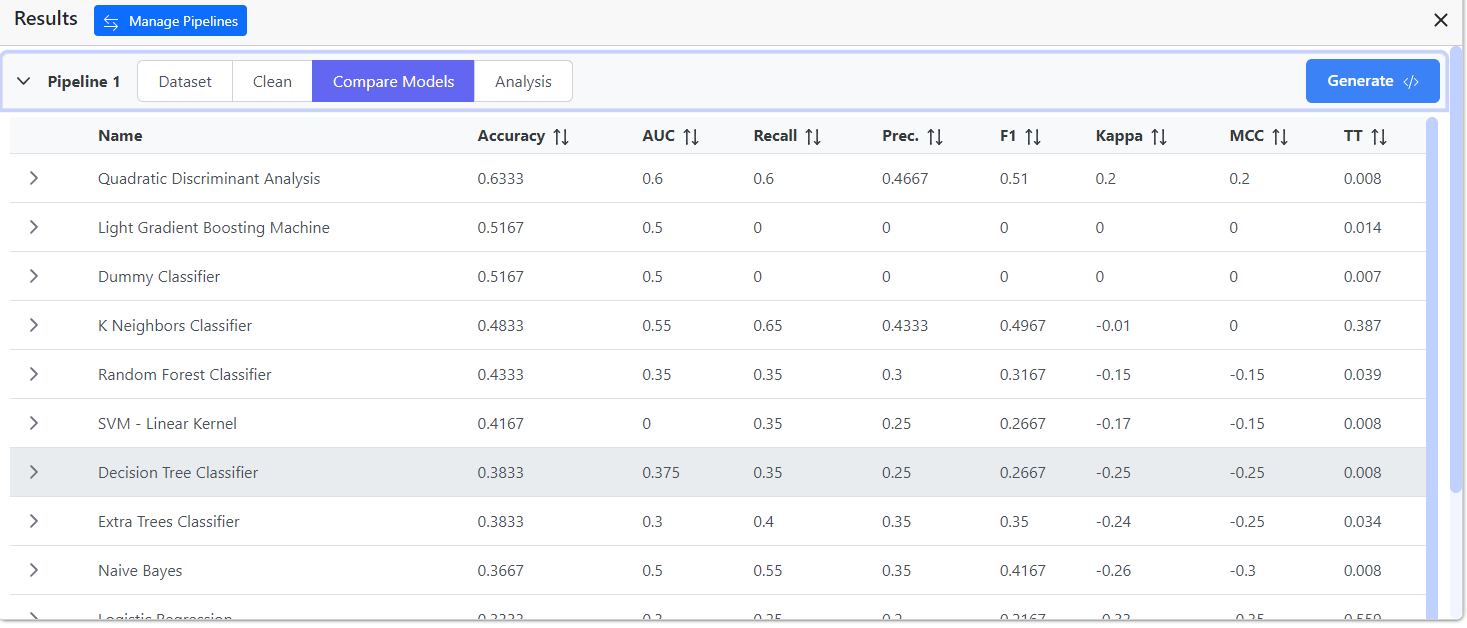 Results Manage Pipelines
Pipeline 1 Dataset Clean Compare Models Analysis Generate </>
Name Accuracy AUC Recall Prec. F1 Kappa MCC TT
Quadratic Discriminant Analysis 0.6333 0.6 0.6 0.4667 0.51 0.2 0.2 0.008
Light Gradient Boosting Machine 0.5167 0.5 0 0 0 0 0 0.014
Dummy Classifier 0.5167 0.5 0 0 0 0 0 0.007
K Neighbors Classifier 0.4833 0.55 0.65 0.4333 0.4967 -0.01 0 0.387
Random Forest Classifier 0.4333 0.35 0.35 0.3 0.3167 -0.15 -0.15 0.039
SVM - Linear Kernel 0.4167 0 0.35 0.25 0.2667 -0.17 -0.15 0.008
Decision Tree Classifier 0.3833 0.375 0.35 0.25 0.2667 -0.25 -0.25 0.008
Extra Trees Classifier 0.3833 0.3 0.4 0.35 0.35 -0.24 -0.25 0.034
Naive Bayes 0.3667 0.5 0.55 0.35 0.4167 -0.26 -0.3 0.008
Logistic Regression